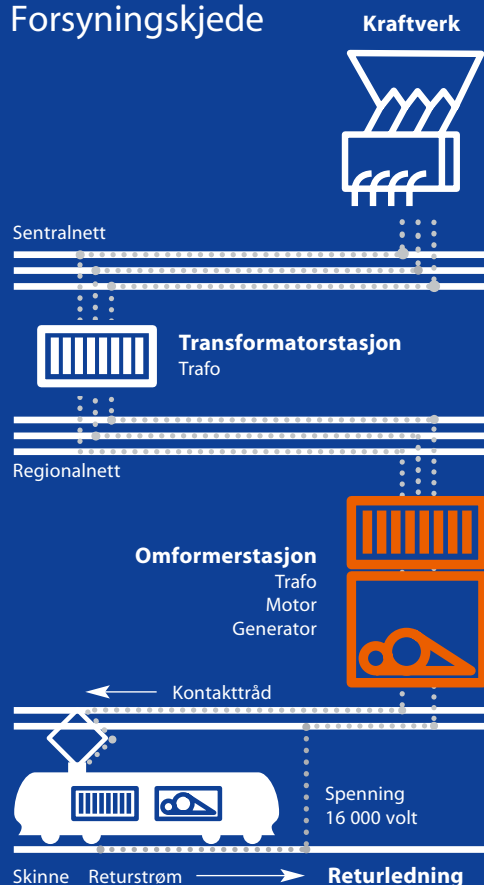 Forsyningskjede
Kraftverk
Sentralnett
Transformatorstasjon
Trafo
Regionalnett
Omformerstasjon
Trafo
Motor
Generator
Kontakttråd
Spenning
16 000 volt
Skinne Returstrøm Returledning